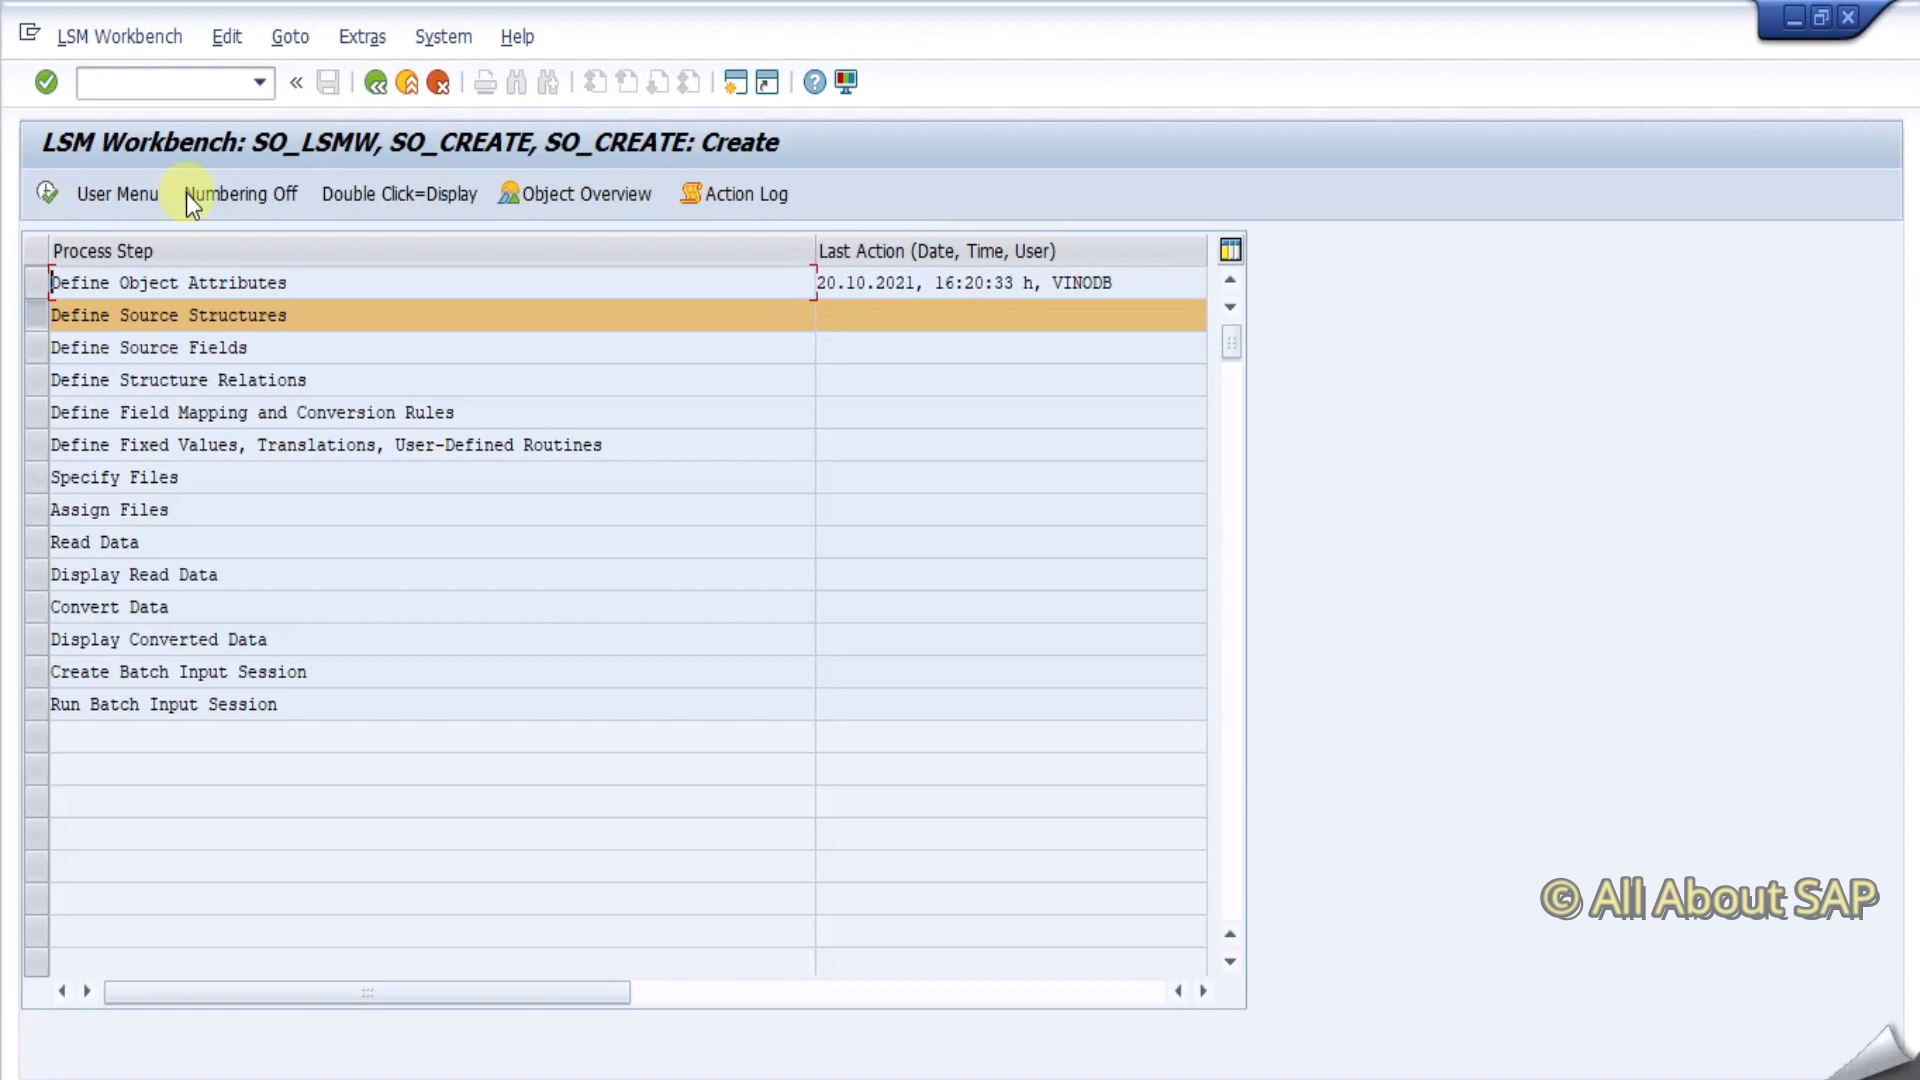 LSM Workbench Edit Goto Extras System Help
LSM Workbench: SO_LSMW, SO_CREATE, SO_CREATE: Create
User Menu Numbering Off Double Click=Display Object Overview Action Log
Process Step Last Action (Date, Time, User)
Define Object Attributes 20.10.2021, 16:20:33 h, VINODB
Define Source Structures
Define Source Fields
Define Structure Relations
Define Field Mapping and Conversion Rules
Define Fixed Values, Translations, User-Defined Routines
Specify Files
Assign Files
Read Data
Display Read Data
Convert Data
Display Converted Data
Create Batch Input Session
Run Batch Input Session
© All About SAP